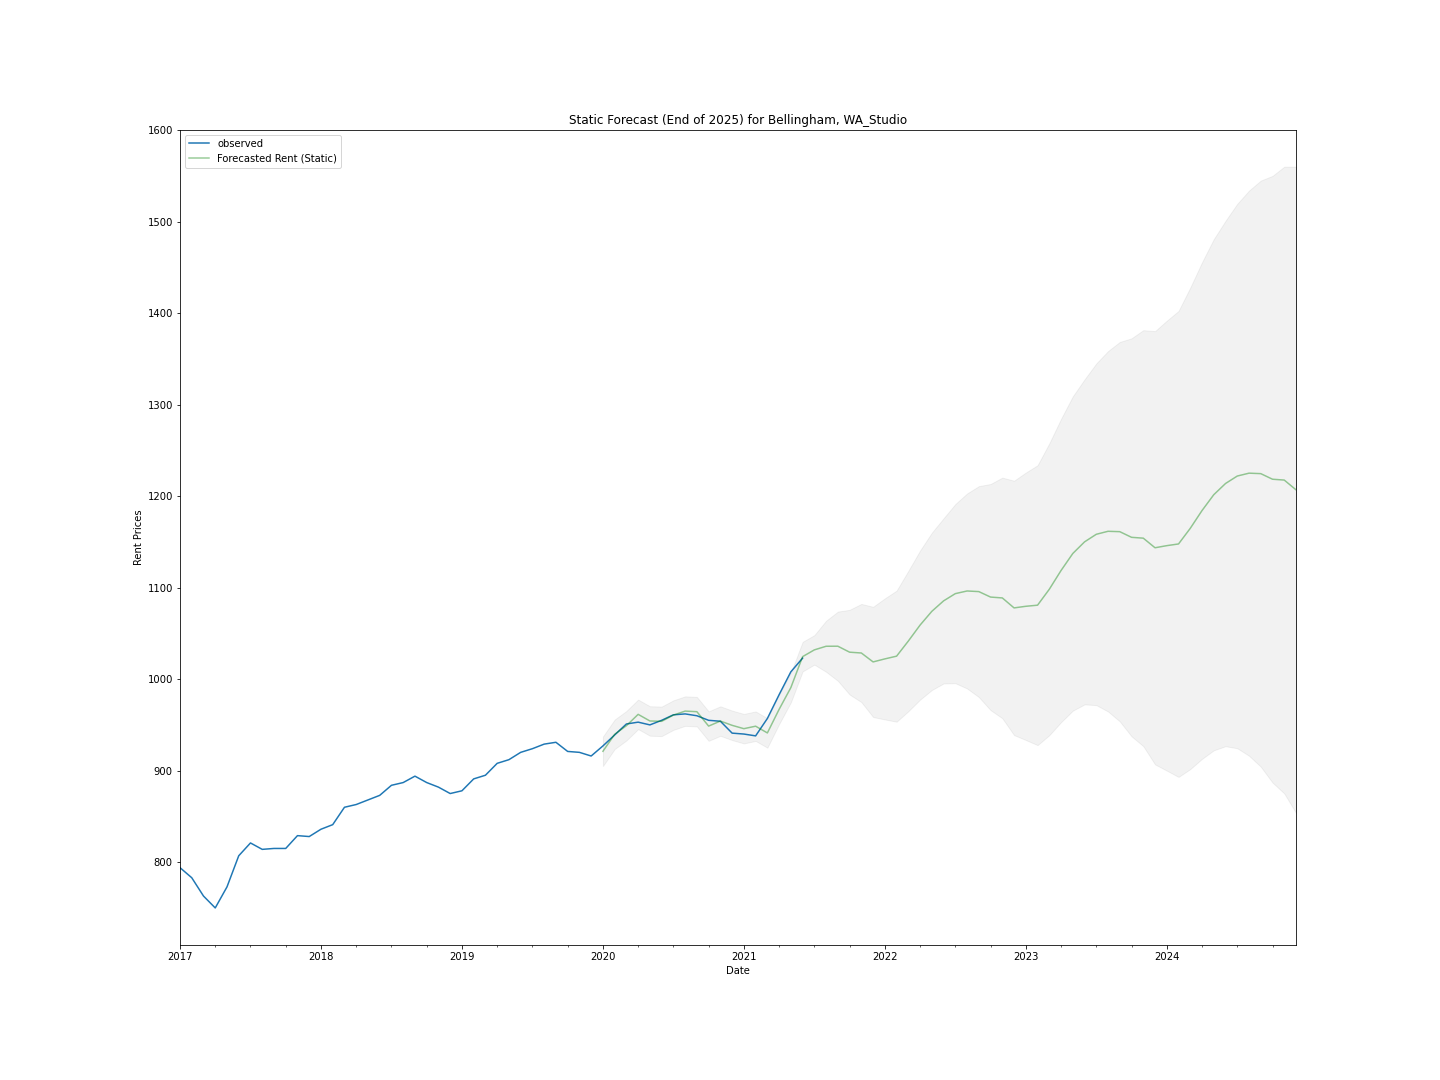 Static Forecast (End of 2025) for Bellingham, WA_Studio
observed
Forecasted Rent (Static)
1600
1500
1400
1300
1200
1100
1000
900
800
Rent Prices
2017 2018 2019 2020 2021 2022 2023 2024
Date